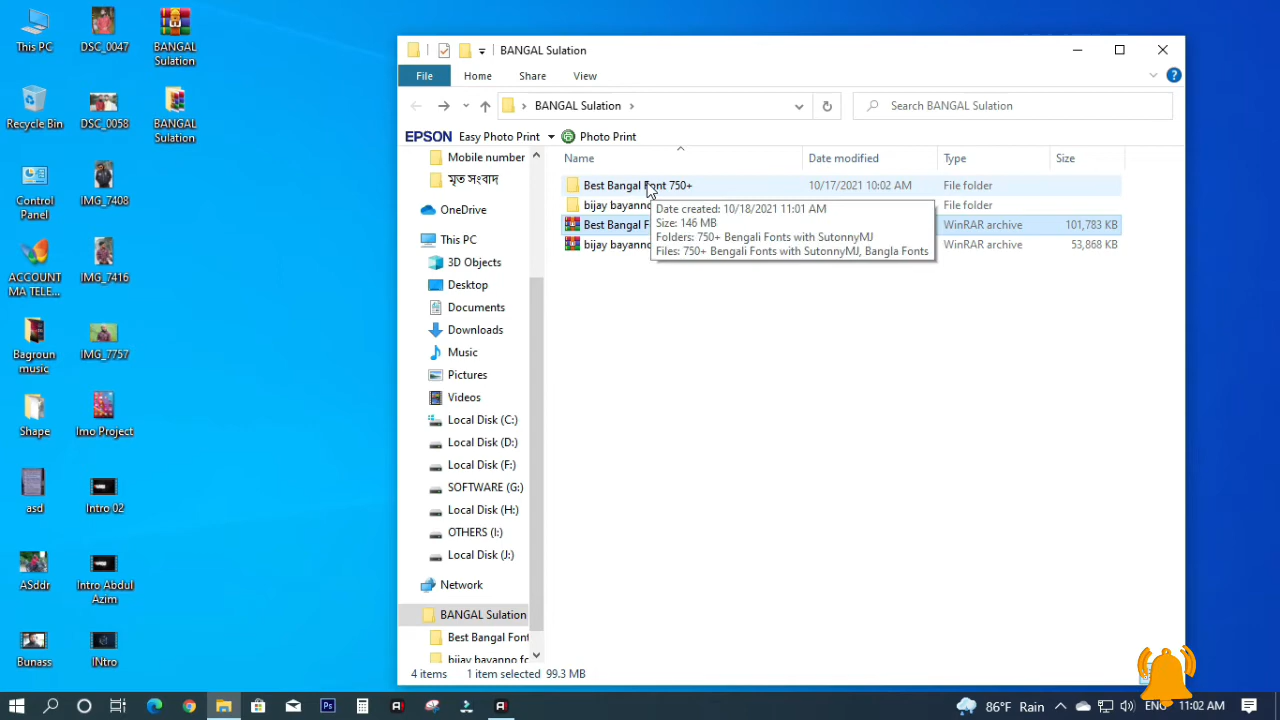 This PC
DSC_0047
BANGAL
Sulation
Recycle Bin
DSC_0058
BANGAL
Sulation
Control
Panel
IMG_7408
ACCOUNT
MA TELE...
IMG_7416
Bagroun
music
IMG_7757
Shape
Imo Project
asd
Intro 02
ASddr
Intro Abdul
Azim
Bunass
INtro
BANGAL Sulation
File
Home
Share
View
BANGAL Sulation
Search BANGAL Sulation
EPSON Easy Photo Print
Photo Print
Name
Date modified
Type
Size
Mobile number
মৃত সংবাদ
OneDrive
This PC
3D Objects
Desktop
Documents
Downloads
Music
Pictures
Videos
Local Disk (C:)
Local Disk (D:)
Local Disk (F:)
SOFTWARE (G:)
Local Disk (H:)
OTHERS (I:)
Local Disk (J:)
Network
BANGAL Sulation
Best Bangal Font
bijay bayanno fo
Best Bangal Font 750+ 10/17/2021 10:02 AM File folder
bijay bayanno File folder
Best Bangal F WinRAR archive 101,783 KB
bijay bayanno WinRAR archive 53,868 KB
Date created: 10/18/2021 11:01 AM
Size: 146 MB
Folders: 750+ Bengali Fonts with SutonnyMJ
Files: 750+ Bengali Fonts with SutonnyMJ, Bangla Fonts
4 items 1 item selected 99.3 MB
86°F Rain
ENG
11:02 AM